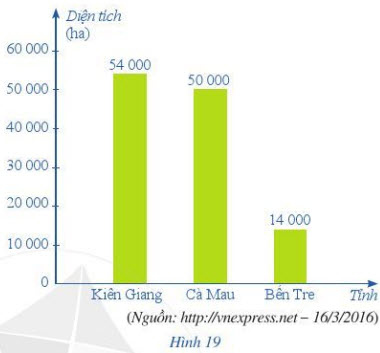 Diện tích
(ha)
60 000
50 000
40 000
30 000
20 000
10 000
0
54 000
50 000
14 000
Kiên Giang
Cà Mau
Bến Tre
Tỉnh
(Nguồn: http://vnexpress.net – 16/3/2016)
Hình 19